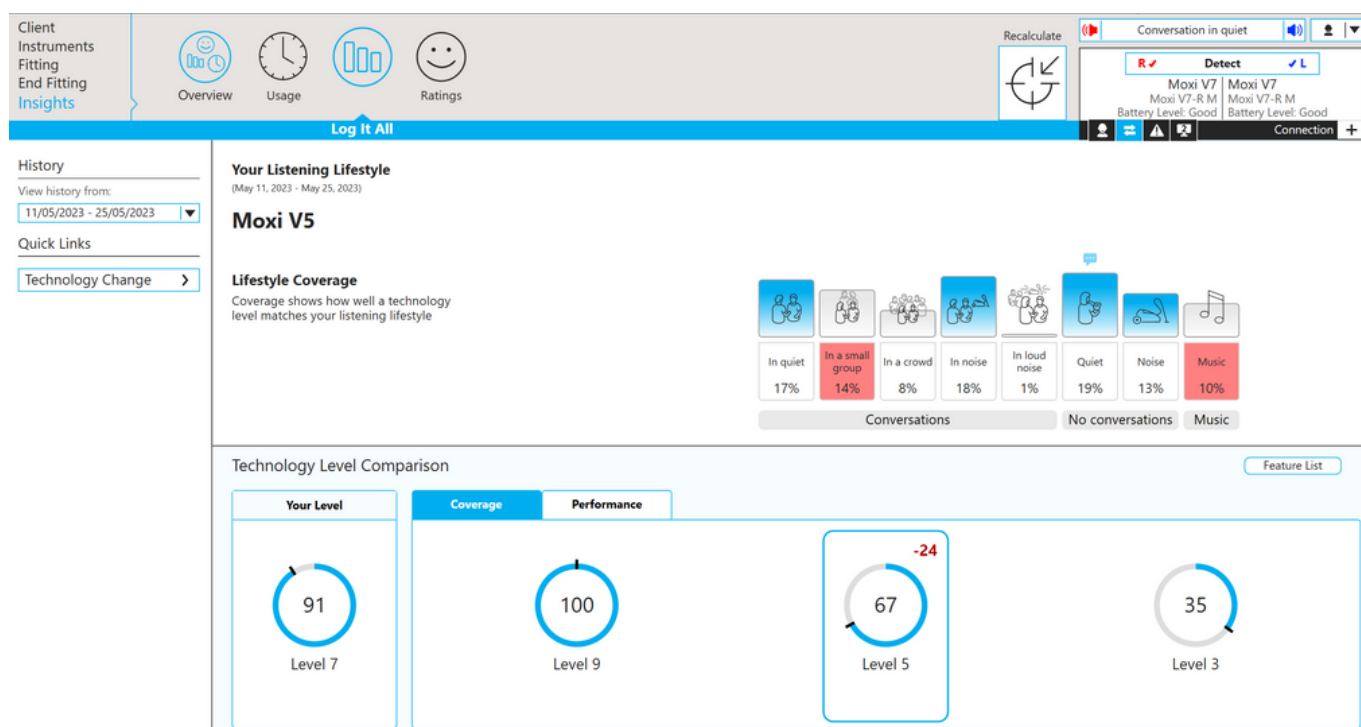 Client
Instruments
Fitting
End Fitting
Insights
Overview
Usage
Ratings
Log It All
Recalculate
Conversation in quiet
R ✓ Detect ✓ L
Moxi V7 Moxi V7
Moxi V7-R M Moxi V7-R M
Battery Level: Good Battery Level: Good
Connection +
History
View history from:
11/05/2023 - 25/05/2023
Quick Links
Technology Change
Your Listening Lifestyle
(May 11, 2023 - May 25, 2023)
Moxi V5
Lifestyle Coverage
Coverage shows how well a technology
level matches your listening lifestyle
In quiet
17%
In a small
group
14%
In a crowd
8%
In noise
18%
In loud
noise
1%
Quiet
19%
Noise
13%
Music
10%
Conversations
No conversations
Music
Technology Level Comparison
Feature List
Your Level
Coverage
Performance
91
Level 7
100
Level 9
-24
67
Level 5
35
Level 3